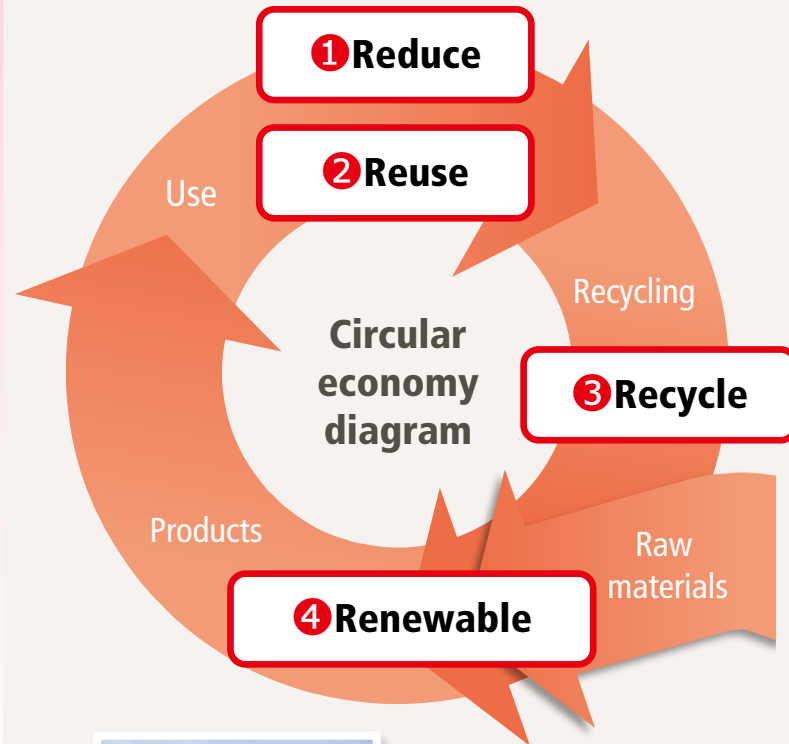 ❶Reduce
❷Reuse
Use
Recycling
Circular
economy
diagram
❸Recycle
Products
Raw
materials
❹Renewable